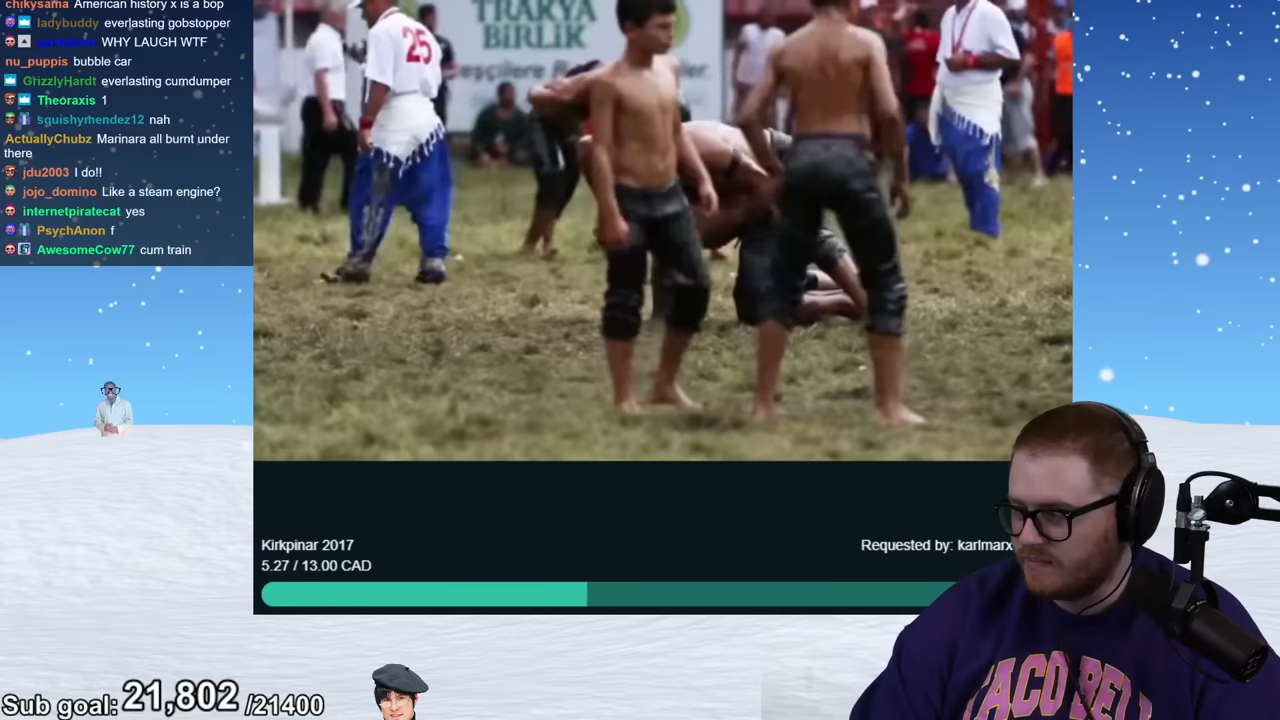 chikysama American history x is a bop
ladybuddy everlasting gobstopper
WHY LAUGH WTF
nu_puppis bubble car
GrizzlyHardt everlasting cumdumper
Theoraxis 1
sguishymendez12 nah
ActuallyChubz Marinara all burnt under
there
jdu2003 I do!!
jojo_domino Like a steam engine?
internetpiratecat yes
PsychAnon f
AwesomeCow77 cum train
TRAKYA
BİRLİK
25
Kirkpinar 2017
5.27 / 13.00 CAD
Requested by: karlmarx
Sub goal: 21,802 /21400
TACO BELL